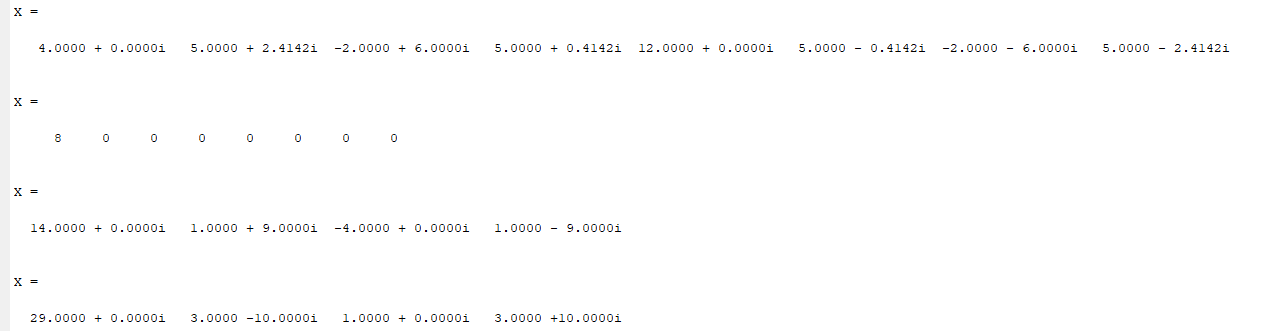 X =
4.0000 + 0.0000i   5.0000 + 2.4142i  -2.0000 + 6.0000i   5.0000 + 0.4142i  12.0000 + 0.0000i   5.0000 - 0.4142i  -2.0000 - 6.0000i   5.0000 - 2.4142i
X =
8     0     0     0     0     0     0     0
X =
14.0000 + 0.0000i   1.0000 + 9.0000i  -4.0000 + 0.0000i   1.0000 - 9.0000i
X =
29.0000 + 0.0000i   3.0000 -10.0000i   1.0000 + 0.0000i   3.0000 +10.0000i